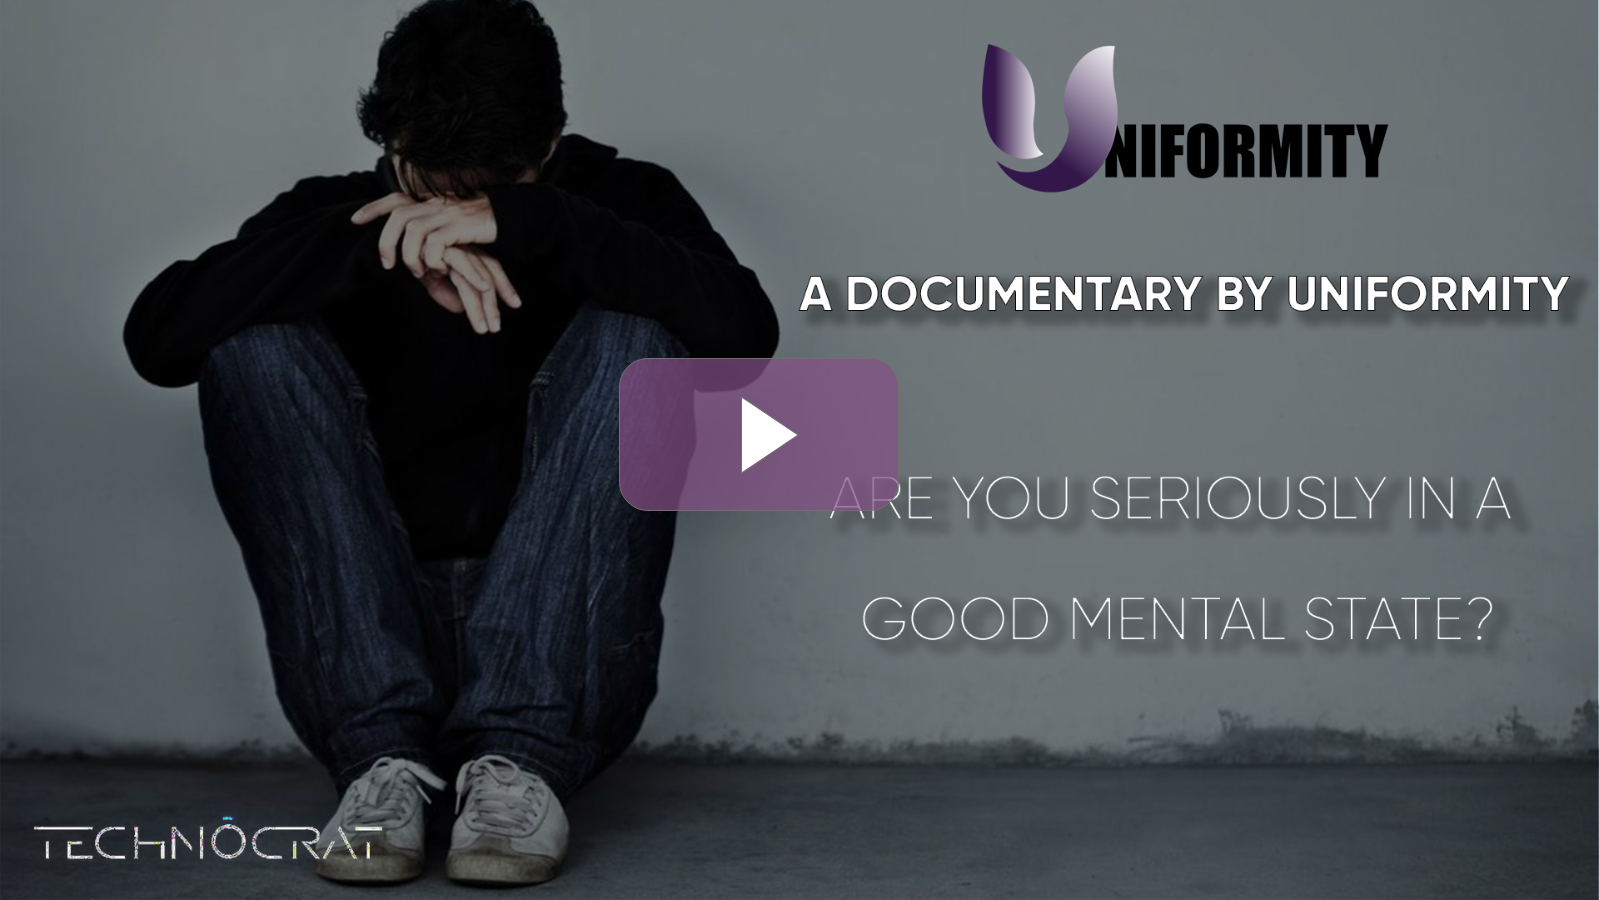 UNIFORMITY
A DOCUMENTARY BY UNIFORMITY
ARE YOU SERIOUSLY IN A
GOOD MENTAL STATE?
TECHNOCRAT